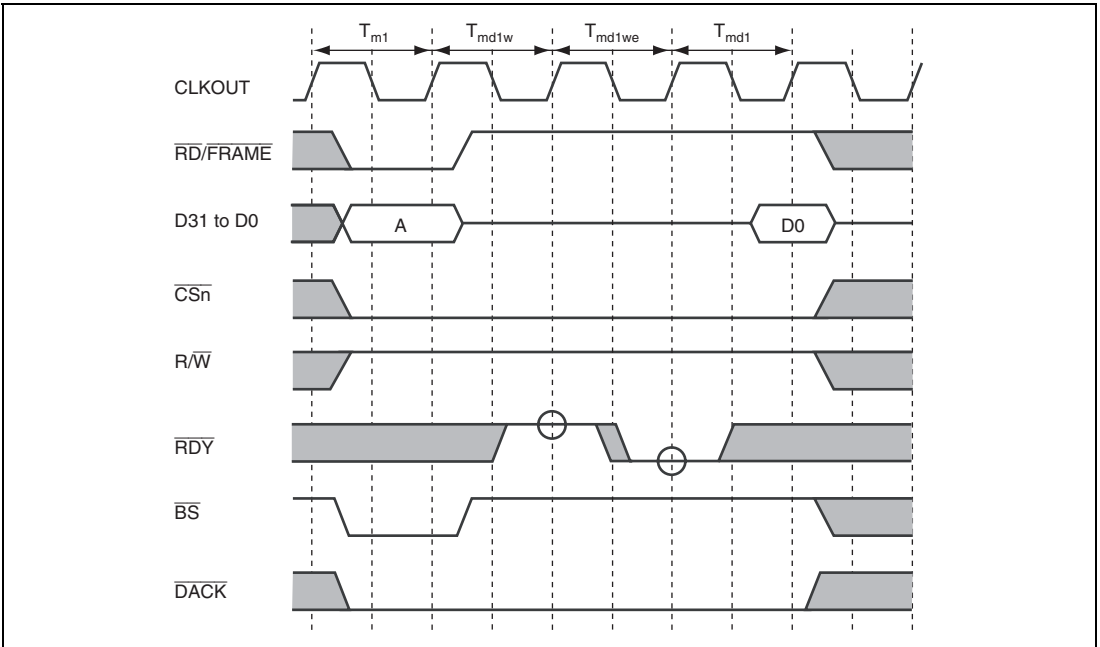 Tm1 Tmd1w Tmd1we Tmd1
CLKOUT
RD/FRAME
D31 to D0
A
D0
CSn
R/W
RDY
BS
DACK